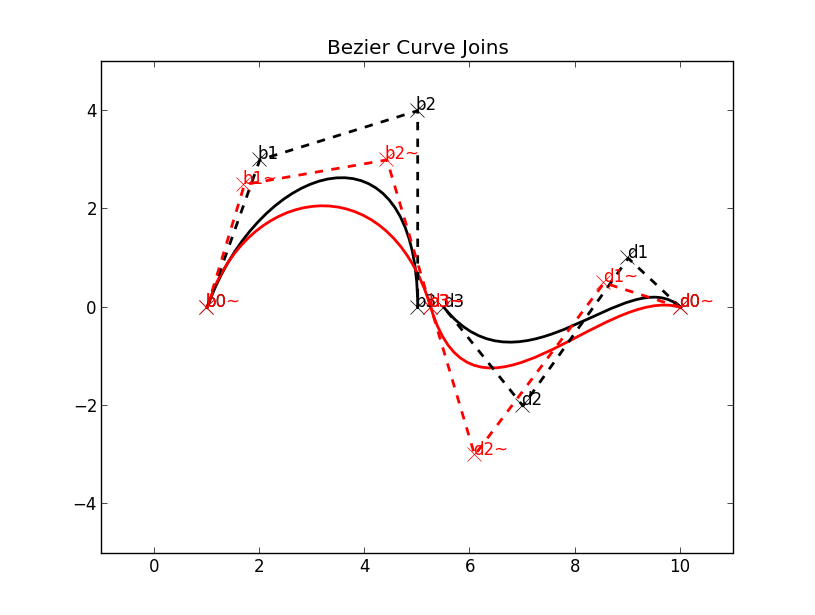 Bezier Curve Joins
4
b2
b1
b2~
b1~
2
d1
d1~
0
b0~
b3
d3
d0~
−2
d2
d2~
−4
0 2 4 6 8 10